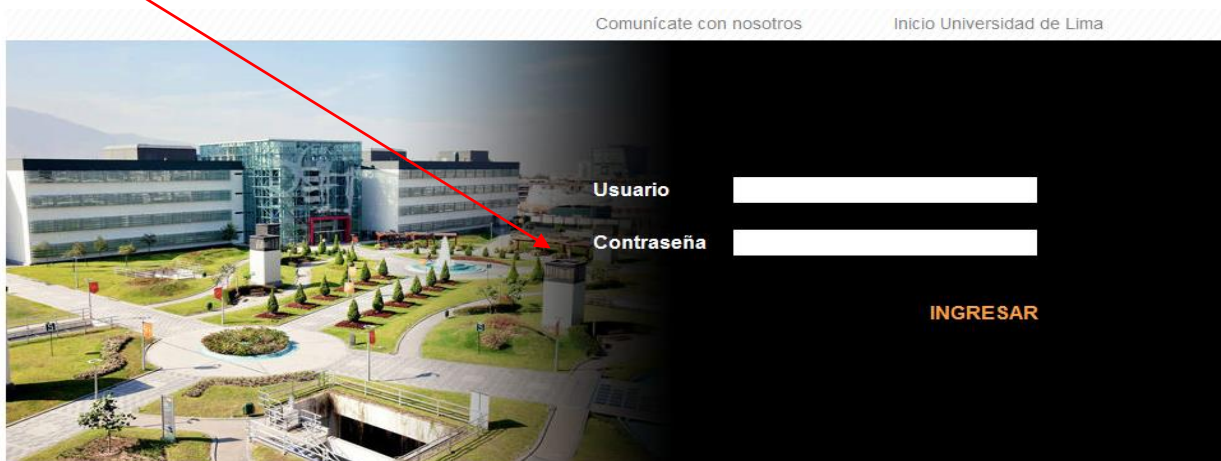 Comunícate con nosotros Inicio Universidad de Lima
Usuario
Contraseña
INGRESAR